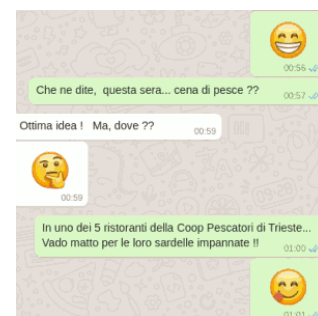 00:56
Che ne dite, questa sera... cena di pesce ??
00:57
Ottima idea ! Ma, dove ??
00:59
00:59
In uno dei 5 ristoranti della Coop Pescatori di Trieste...
Vado matto per le loro sardelle impannate !!
01:00
01:01